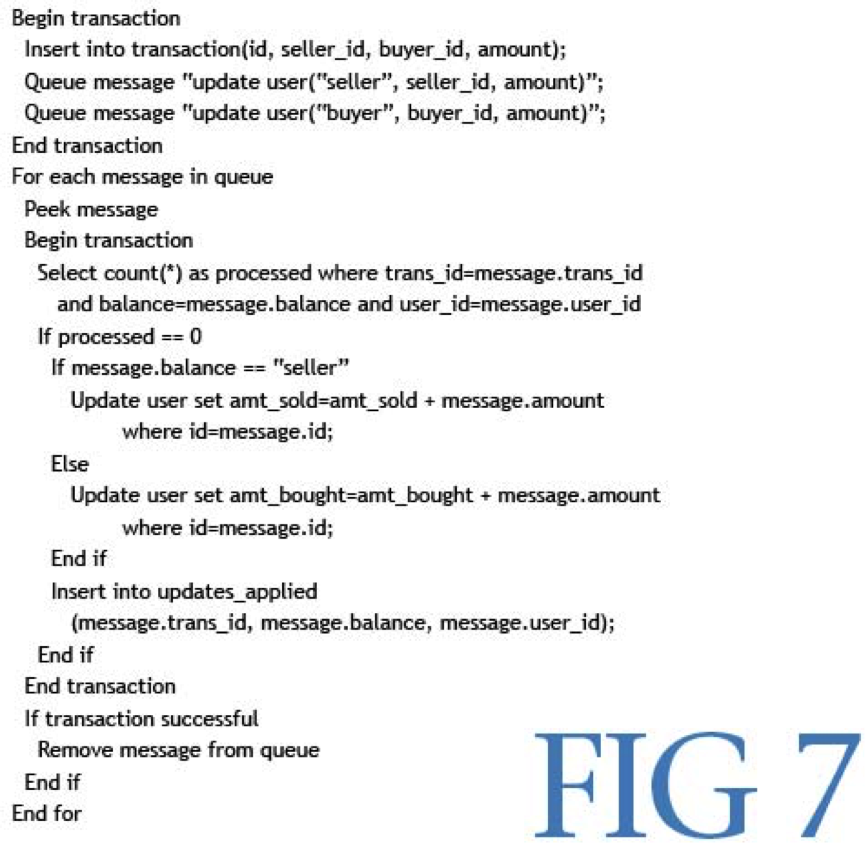 Begin transaction
Insert into transaction(id, seller_id, buyer_id, amount);
Queue message "update user("seller”, seller_id, amount)”;
Queue message "update user("buyer”, buyer_id, amount)”;
End transaction
For each message in queue
Peek message
Begin transaction
Select count(*) as processed where trans_id=message.trans_id
and balance=message.balance and user_id=message.user_id
If processed == 0
If message.balance == "seller”
Update user set amt_sold=amt_sold + message.amount
where id=message.id;
Else
Update user set amt_bought=amt_bought + message.amount
where id=message.id;
End if
Insert into updates_applied
(message.trans_id, message.balance, message.user_id);
End if
End transaction
If transaction successful
Remove message from queue
End if
End for
FIG 7